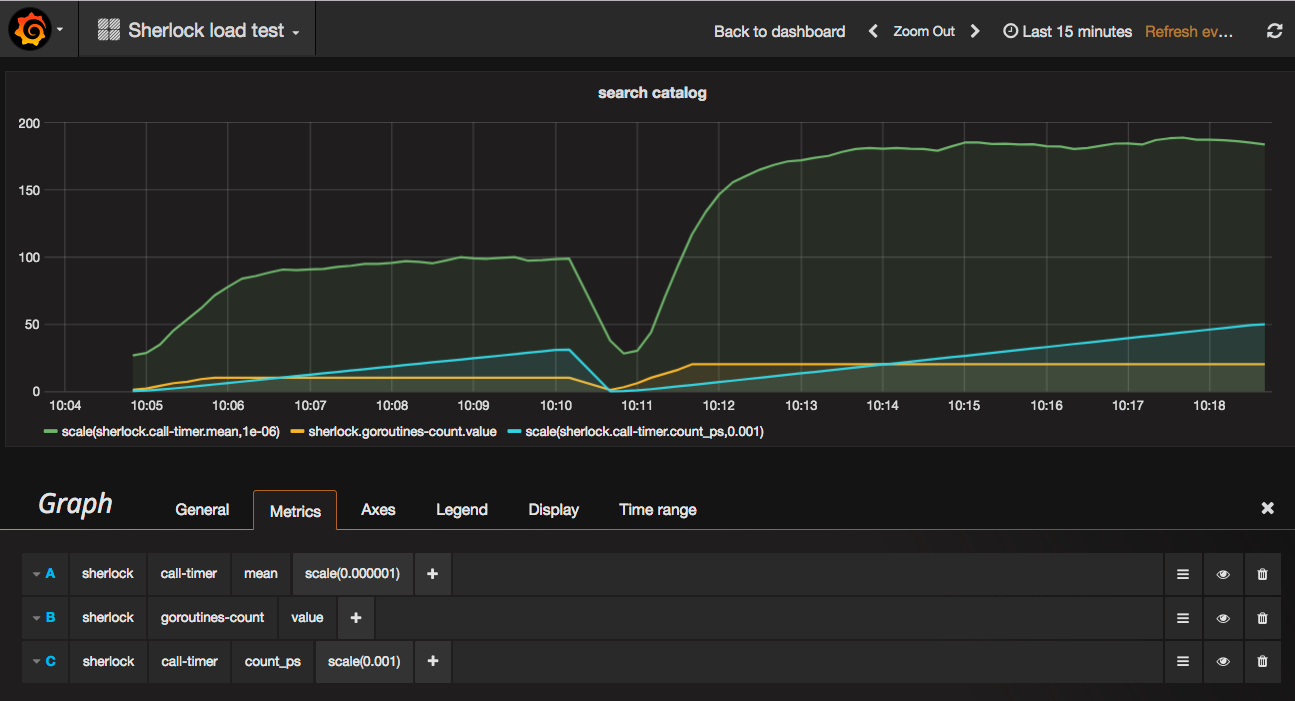 Sherlock load test
Back to dashboard Zoom Out Last 15 minutes Refresh ev...
search catalog
200
150
100
50
0
10:04 10:05 10:06 10:07 10:08 10:09 10:10 10:11 10:12 10:13 10:14 10:15 10:16 10:17 10:18
scale(sherlock.call-timer.mean,1e-06) sherlock.goroutines-count.value scale(sherlock.call-timer.count_ps,0.001)
Graph General Metrics Axes Legend Display Time range
A sherlock call-timer mean scale(0.000001) +
B sherlock goroutines-count value +
C sherlock call-timer count_ps scale(0.001) +